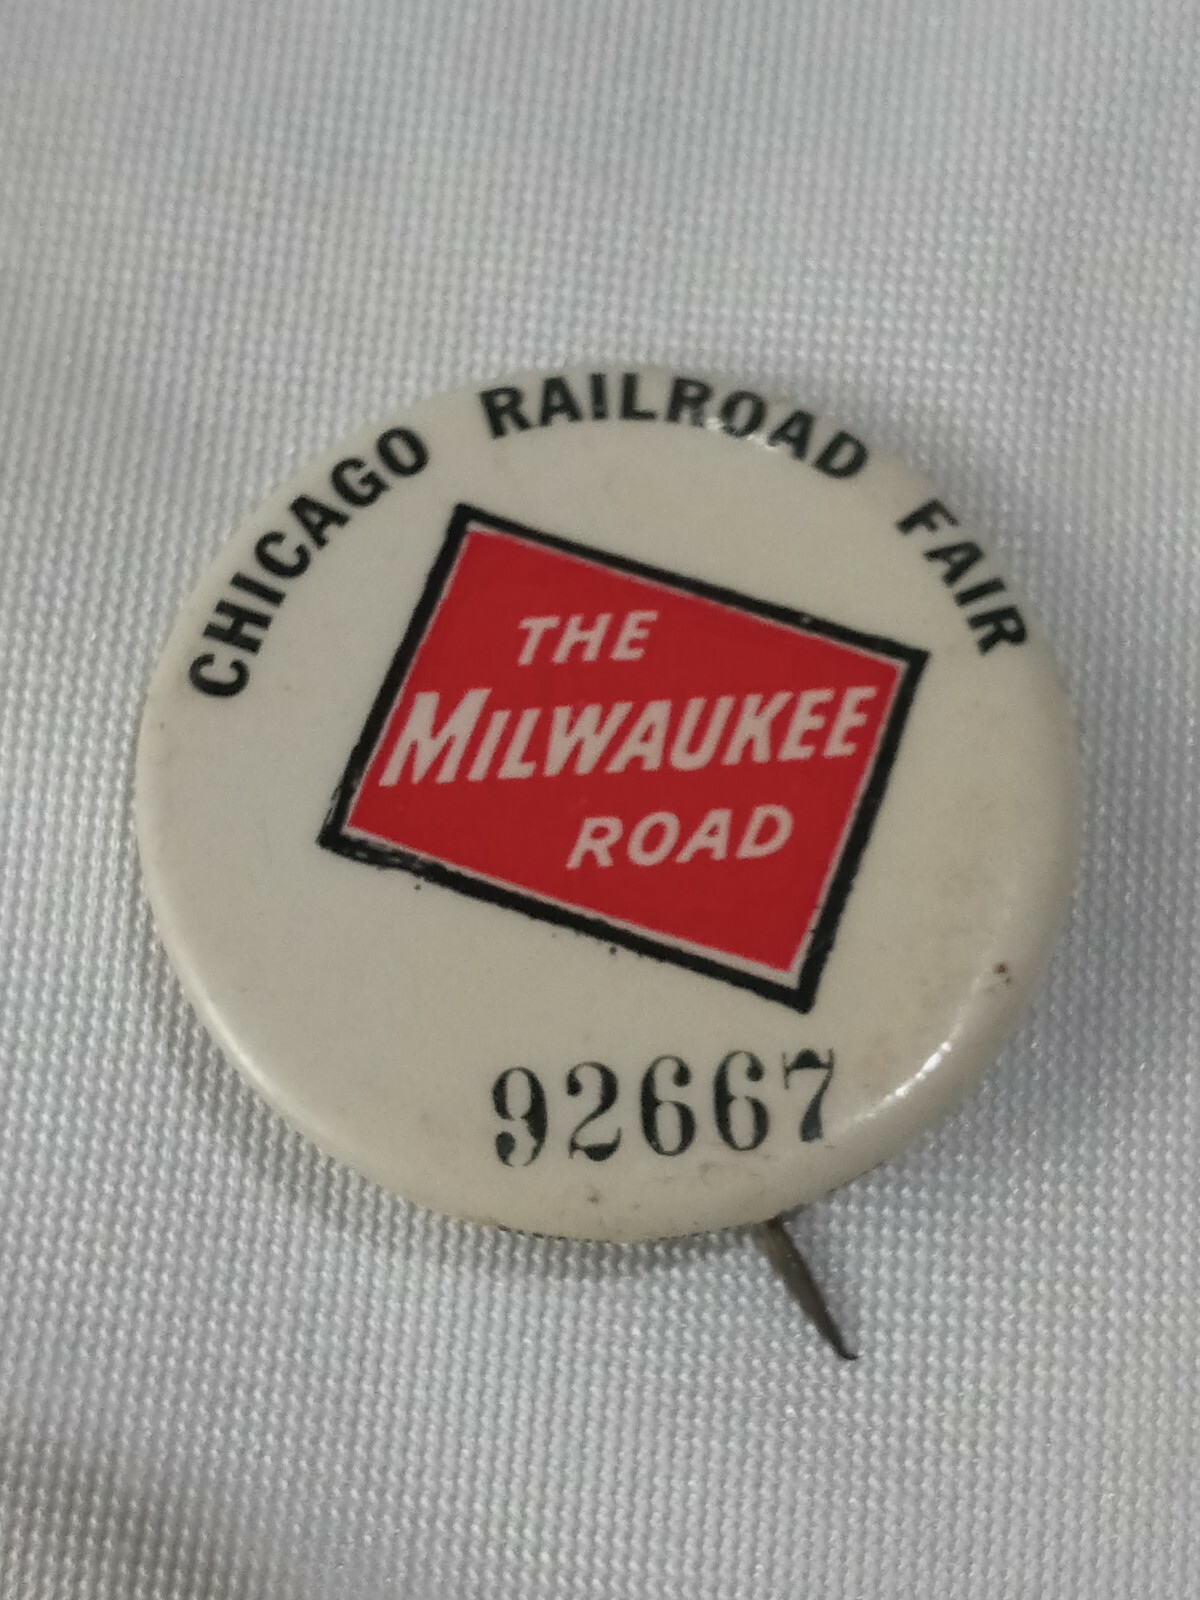 CHICAGO RAILROAD FAIR
THE
MILWAUKEE
ROAD
92667